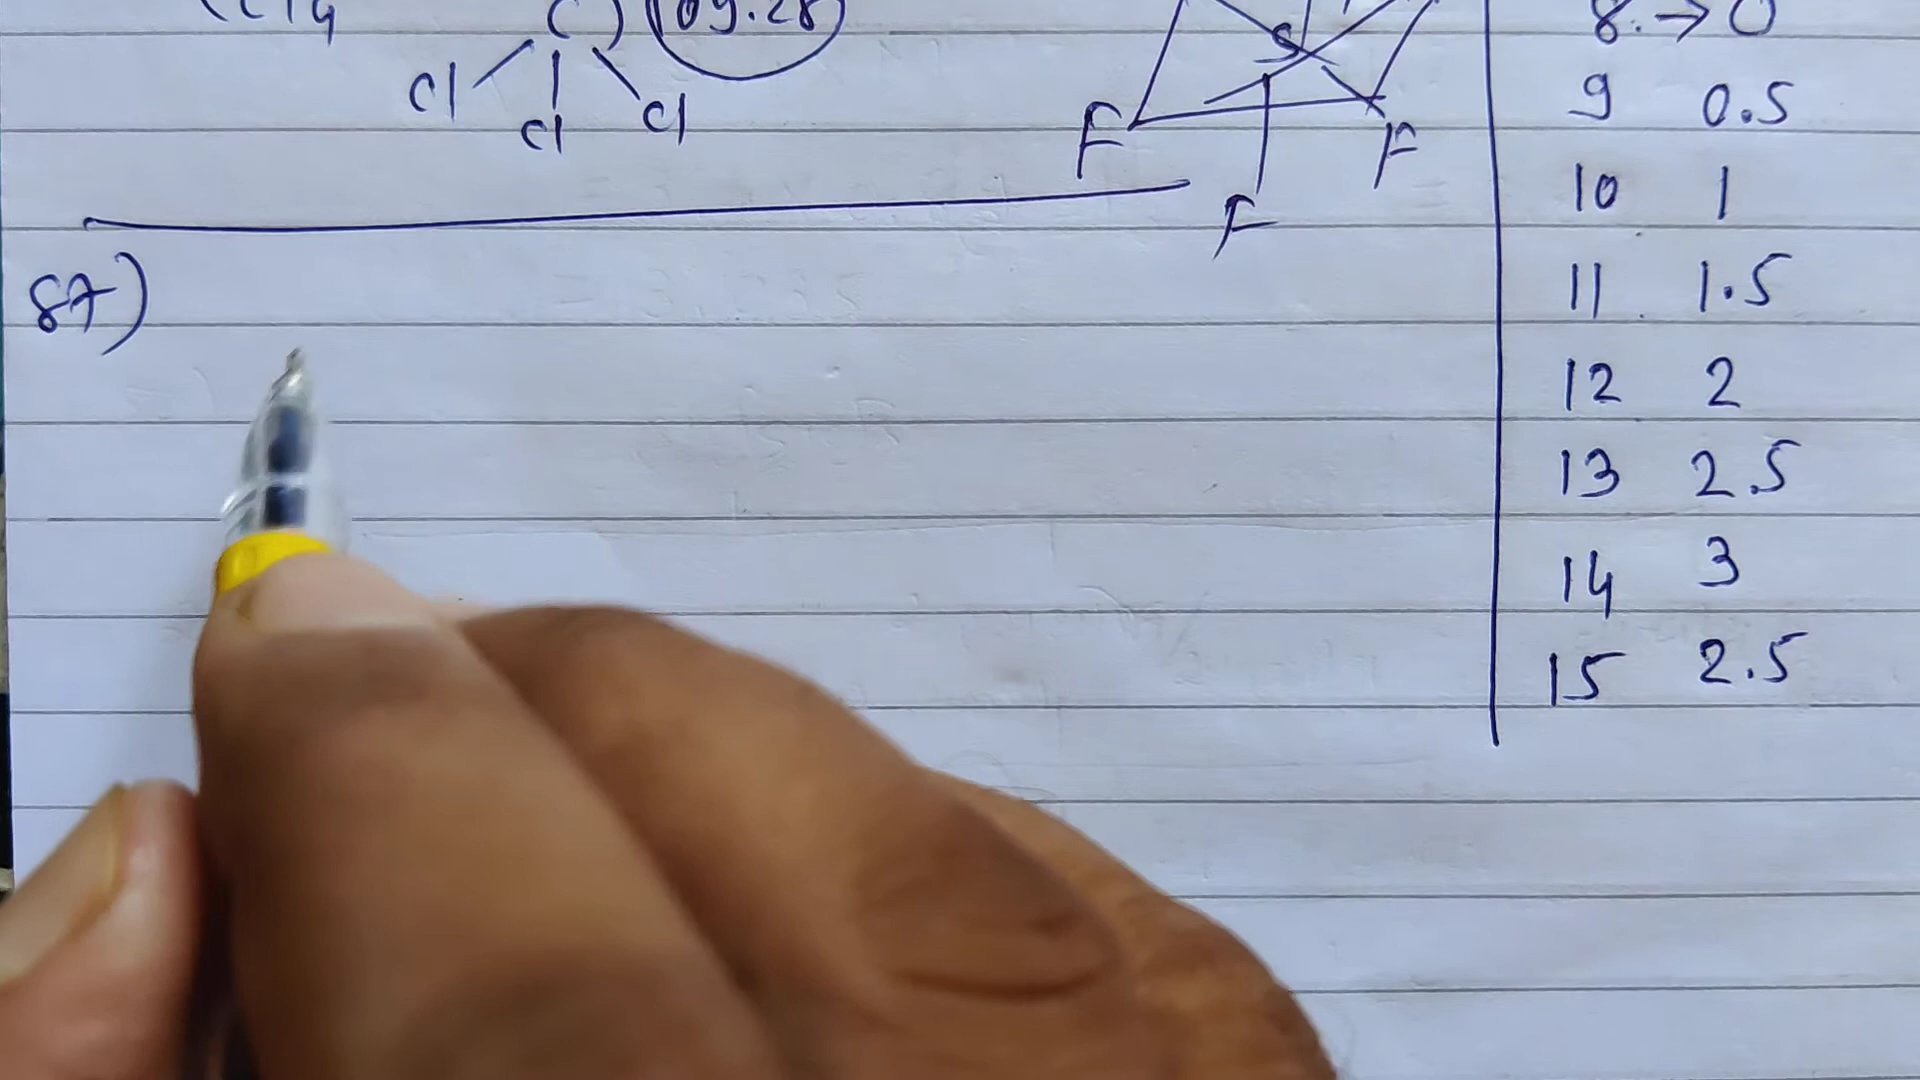 CCl4 C 109.28
Cl Cl Cl
S
F F
F
87)
8. → 0
9 0.5
10 1
11 1.5
12 2
13 2.5
14 3
15 2.5